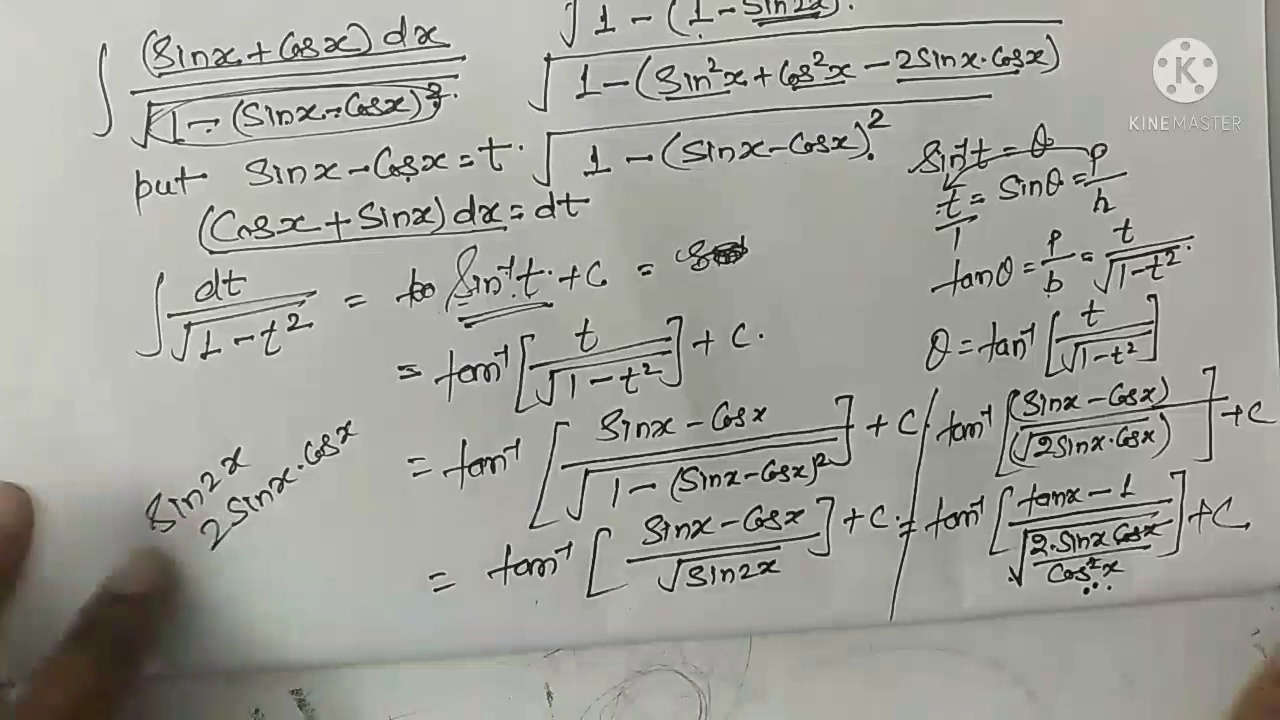 ∫ (Sinx + Cosx) dx / √(1 - (Sinx - Cosx)²).
√1 - (1 - Sin2x).
√1 - (Sin²x + Cos²x - 2Sinx·Cosx)
√1 - (Sinx - Cosx)².
put Sinx - Cosx = t.
(Cosx + Sinx) dx = dt
∫ dt / √(1 - t²) = Sin⁻¹t + C =
= tan⁻¹[t / √(1 - t²)] + C.
= tan⁻¹[(Sinx - Cosx) / √(1 - (Sinx - Cosx)²)] + C
= tan⁻¹[(Sinx - Cosx) / √Sin2x] + C.
Sin2x
2Sinx·Cosx
KINEMASTER
Sin⁻¹t = θ
t/1 = Sinθ = p/h
tanθ = p/b = t / √(1 - t²).
θ = tan⁻¹[t / √(1 - t²)]
tan⁻¹[(Sinx - Cosx) / (√2Sinx·Cosx)] + C
= tan⁻¹[(tanx - 1) / √(2·Sinx Cosx / Cos²x)] + C